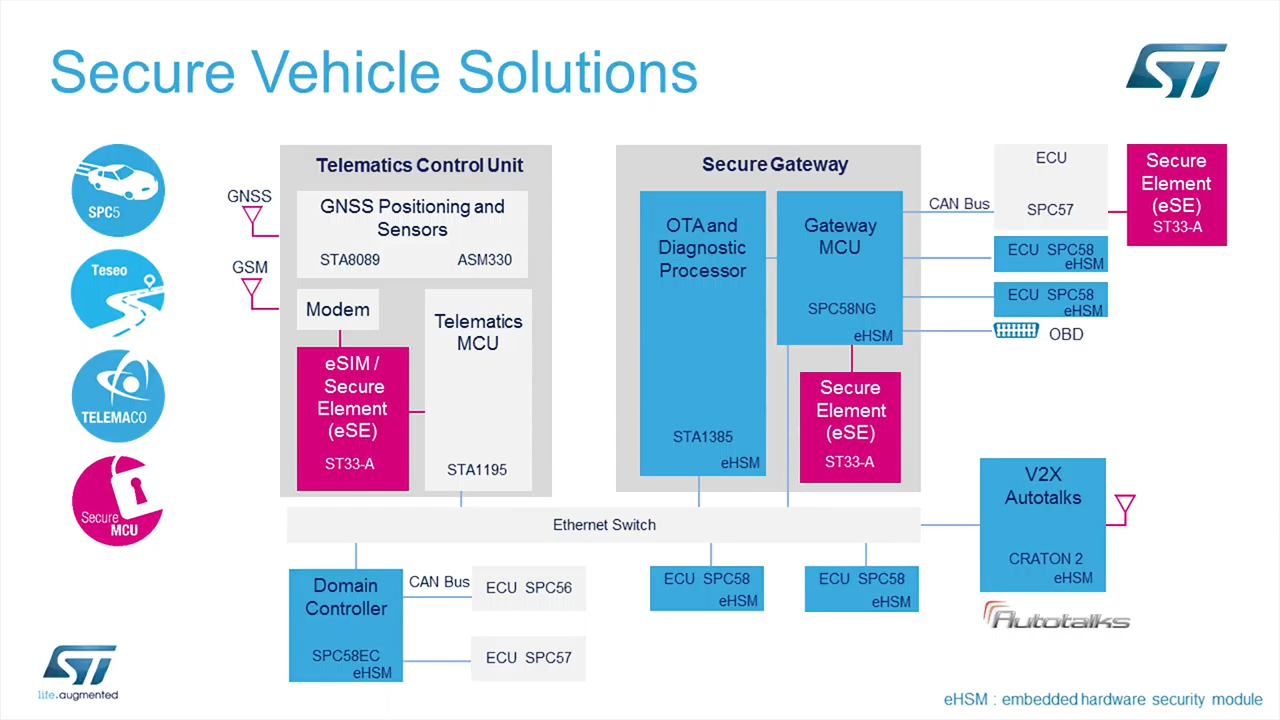 Secure Vehicle Solutions
ST
SPC5
Teseo
TELEMACO
Secure
MCU
GNSS
GSM
Telematics Control Unit
GNSS Positioning and
Sensors
STA8089 ASM330
Modem
eSIM /
Secure
Element
(eSE)
ST33-A
Telematics
MCU
STA1195
Secure Gateway
OTA and
Diagnostic
Processor
STA1385
eHSM
Gateway
MCU
SPC58NG
eHSM
Secure
Element
(eSE)
ST33-A
CAN Bus
ECU
SPC57
Secure
Element
(eSE)
ST33-A
ECU SPC58
eHSM
ECU SPC58
eHSM
OBD
Ethernet Switch
V2X
Autotalks
CRATON 2
eHSM
Autotalks
Domain
Controller
SPC58EC
eHSM
CAN Bus
ECU SPC56
ECU SPC57
ECU SPC58
eHSM
ECU SPC58
eHSM
ST
life.augmented
eHSM : embedded hardware security module